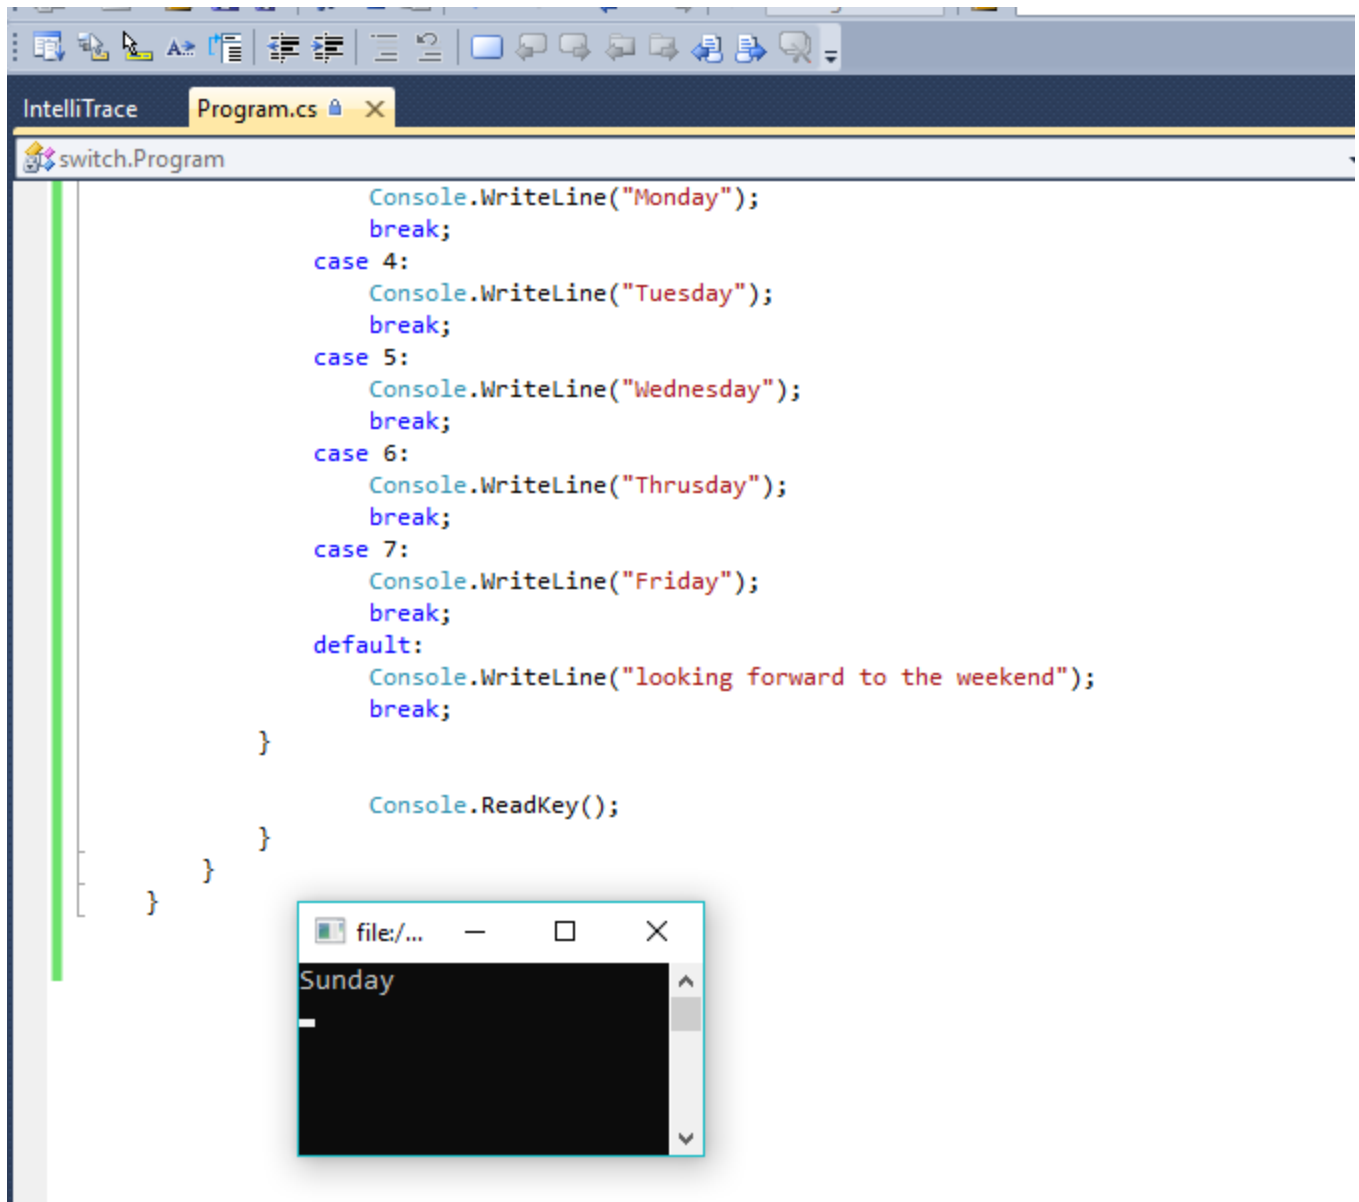 IntelliTrace Program.cs
switch.Program
Console.WriteLine("Monday");
break;
case 4:
Console.WriteLine("Tuesday");
break;
case 5:
Console.WriteLine("Wednesday");
break;
case 6:
Console.WriteLine("Thrusday");
break;
case 7:
Console.WriteLine("Friday");
break;
default:
Console.WriteLine("looking forward to the weekend");
break;
}
Console.ReadKey();
}
}
}
file:/...
Sunday